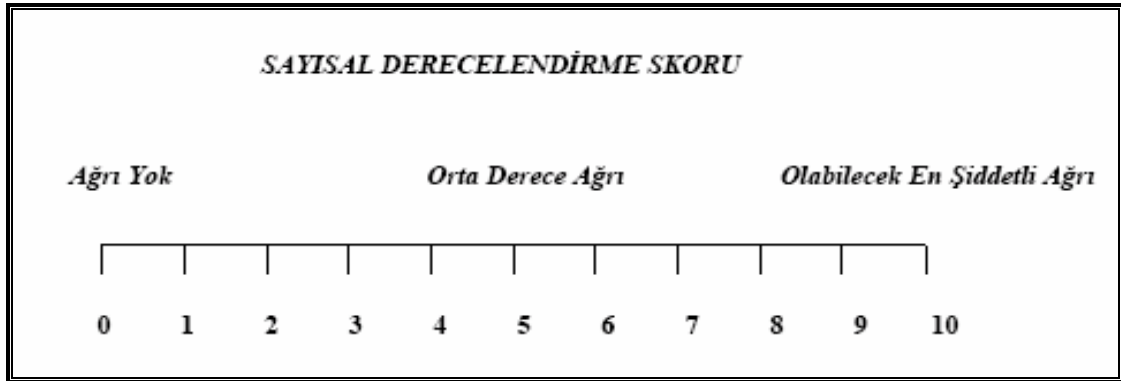 SAYISAL DERECELENDİRME SKORU
Ağrı Yok Orta Derece Ağrı Olabilecek En Şiddetli Ağrı
0 1 2 3 4 5 6 7 8 9 10